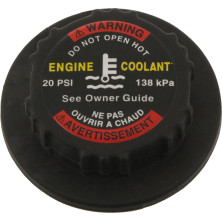 WARNING
DO NOT OPEN HOT
ENGINE COOLANT
20 PSI 138 kPa
See Owner Guide
NE PAS
OUVRIR A CHAUD
AVERTISSEMENT